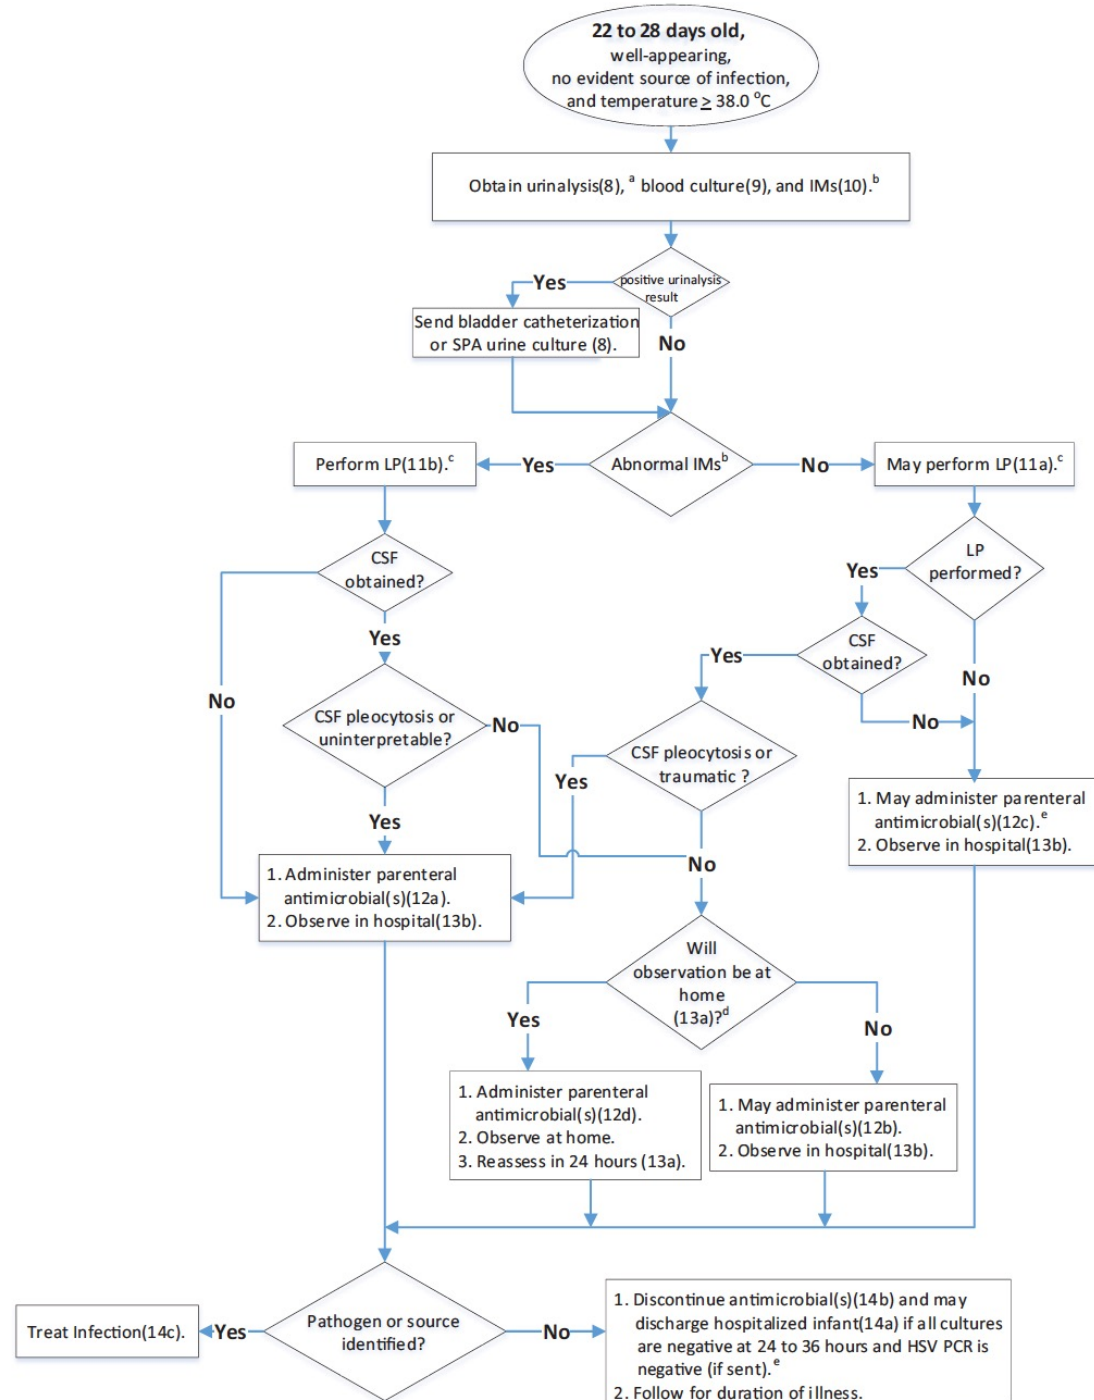 22 to 28 days old,
well-appearing,
no evident source of infection,
and temperature ≥ 38.0 °C
Obtain urinalysis(8), a blood culture(9), and IMs(10).b
positive urinalysis
result
Yes
Send bladder catheterization
or SPA urine culture (8).
No
Abnormal IMsb
Yes
Perform LP(11b).c
No
May perform LP(11a).c
CSF
obtained?
LP
performed?
Yes
Yes
CSF
obtained?
Yes
No
No
No
CSF pleocytosis or
uninterpretable?
No
CSF pleocytosis or
traumatic ?
Yes
Yes
1. May administer parenteral
antimicrobial(s)(12c).e
2. Observe in hospital(13b).
No
1. Administer parenteral
antimicrobial(s)(12a).
2. Observe in hospital(13b).
Will
observation be at
home
(13a)?d
Yes
No
1. Administer parenteral
antimicrobial(s)(12d).
2. Observe at home.
3. Reassess in 24 hours (13a).
1. May administer parenteral
antimicrobial(s)(12b).
2. Observe in hospital(13b).
Pathogen or source
identified?
Yes
Treat Infection(14c).
No
1. Discontinue antimicrobial(s)(14b) and may
discharge hospitalized infant(14a) if all cultures
are negative at 24 to 36 hours and HSV PCR is
negative (if sent).e
2. Follow for duration of illness.